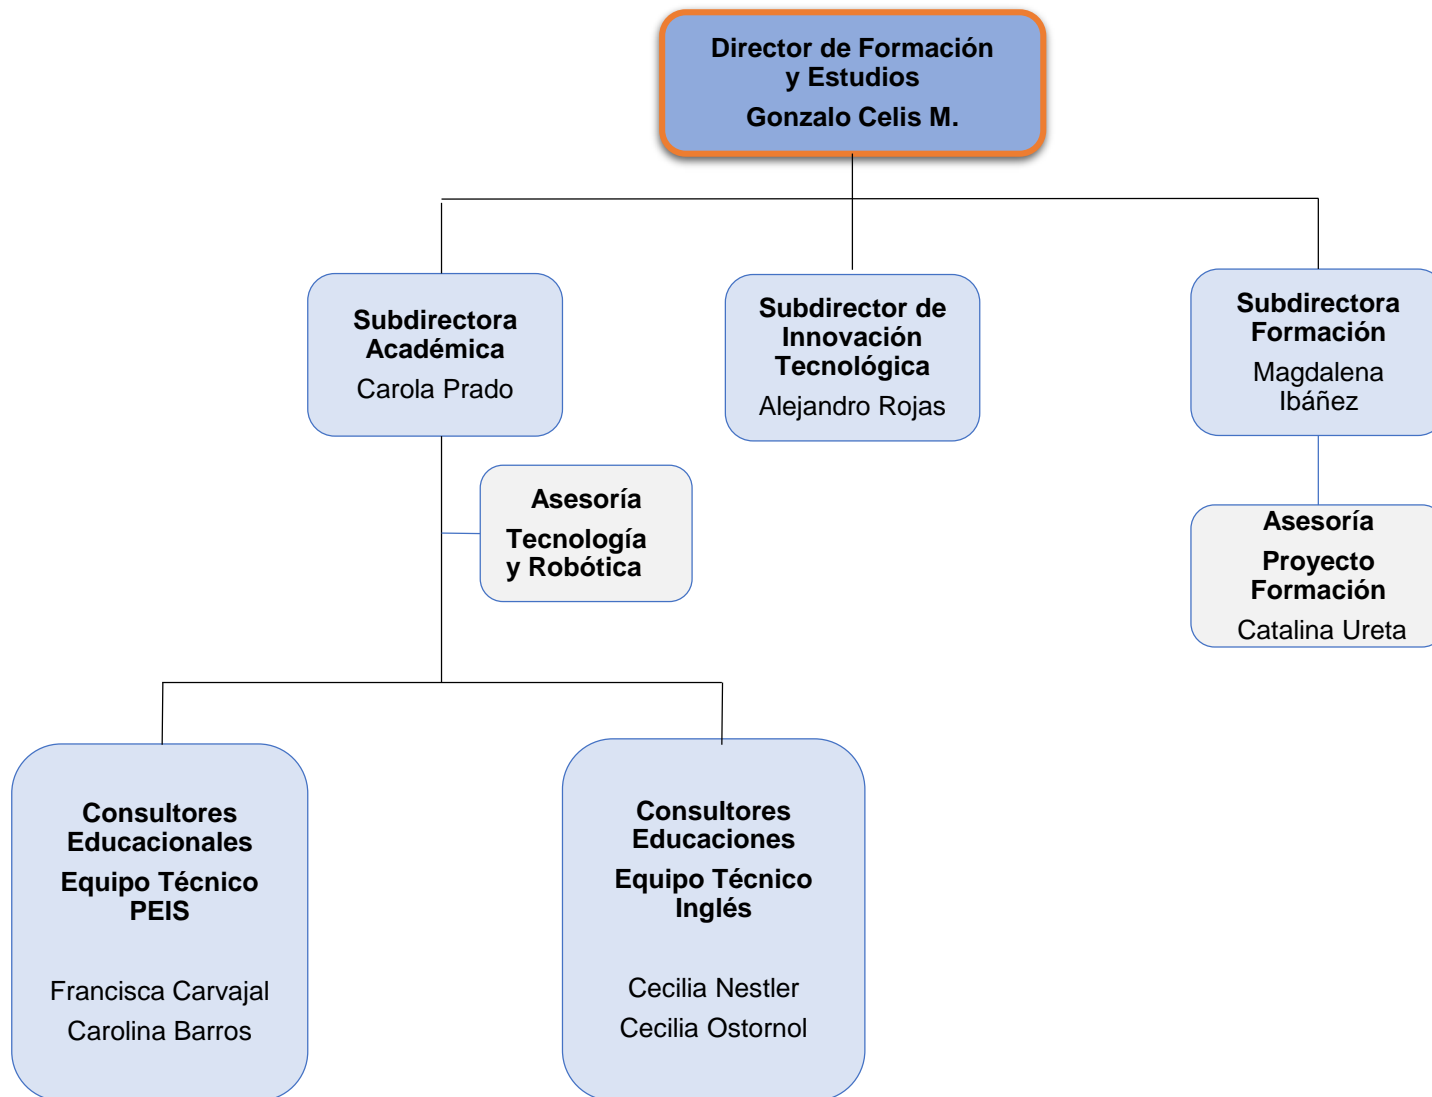 Director de Formación
y Estudios
Gonzalo Celis M.
Subdirectora
Académica
Carola Prado
Subdirector de
Innovación
Tecnológica
Alejandro Rojas
Subdirectora
Formación
Magdalena
Ibáñez
Asesoría
Tecnología
y Robótica
Asesoría
Proyecto
Formación
Catalina Ureta
Consultores
Educacionales
Equipo Técnico
PEIS
Francisca Carvajal
Carolina Barros
Consultores
Educaciones
Equipo Técnico
Inglés
Cecilia Nestler
Cecilia Ostornol